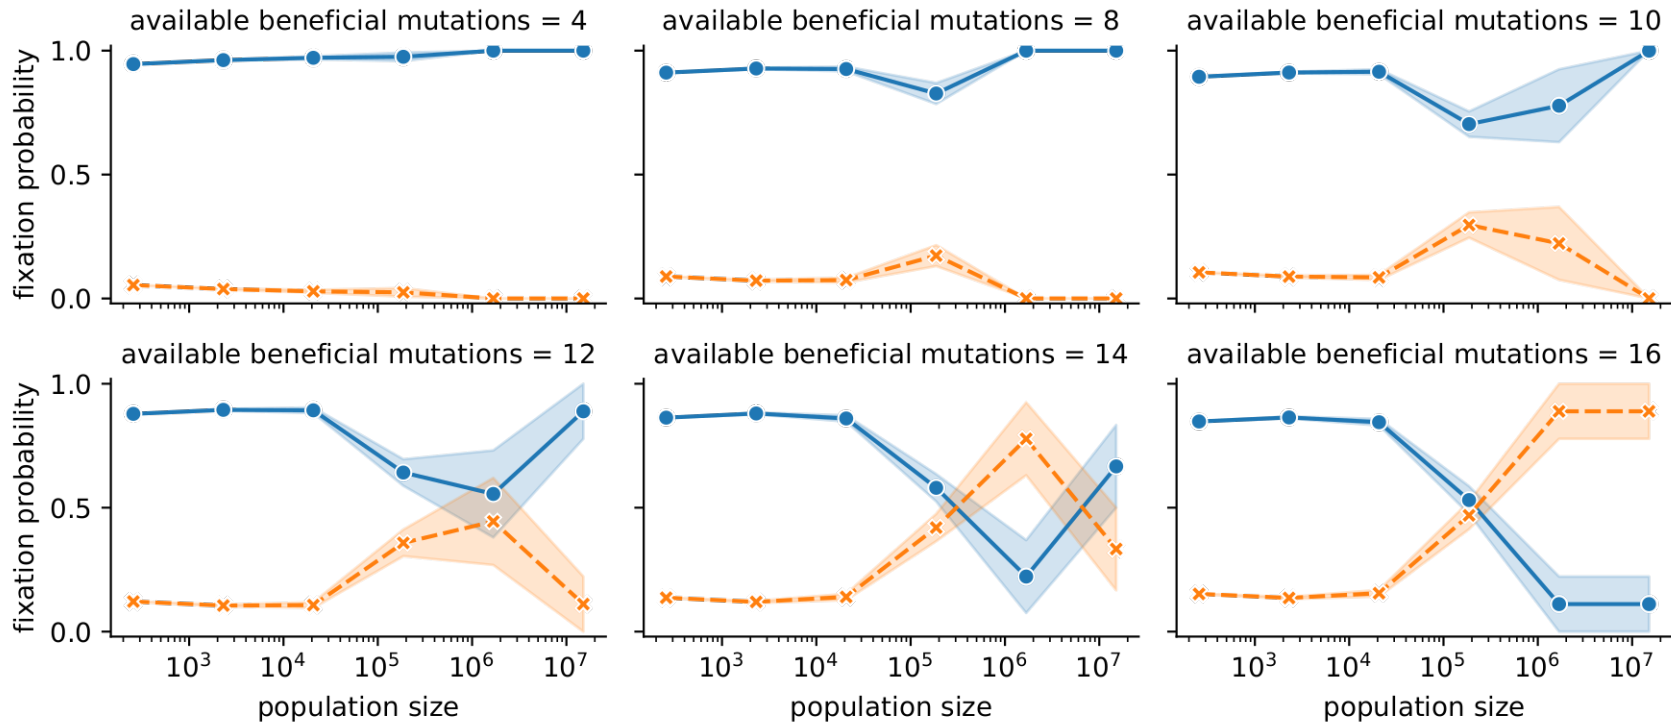 available beneficial mutations = 4
available beneficial mutations = 8
available beneficial mutations = 10
fixation probability
1.0
0.5
0.0
available beneficial mutations = 12
available beneficial mutations = 14
available beneficial mutations = 16
fixation probability
1.0
0.5
0.0
10³ 10⁴ 10⁵ 10⁶ 10⁷
10³ 10⁴ 10⁵ 10⁶ 10⁷
10³ 10⁴ 10⁵ 10⁶ 10⁷
population size
population size
population size